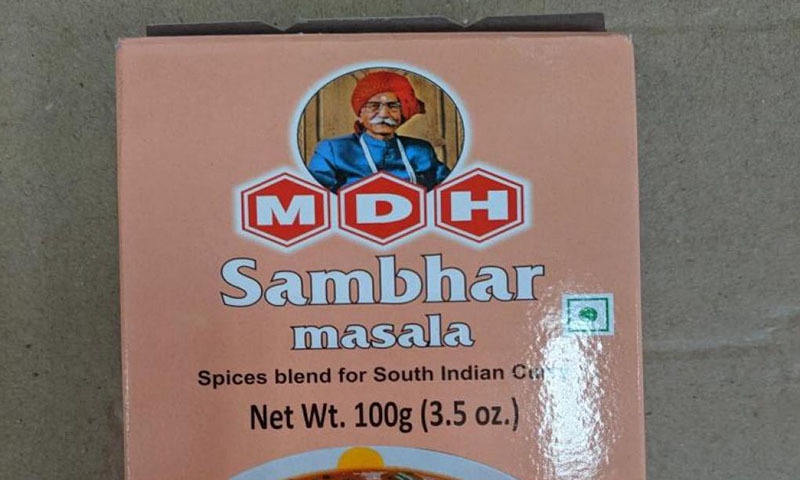 MDH
Sambhar
masala
Spices blend for South Indian
Net Wt. 100g (3.5 oz.)